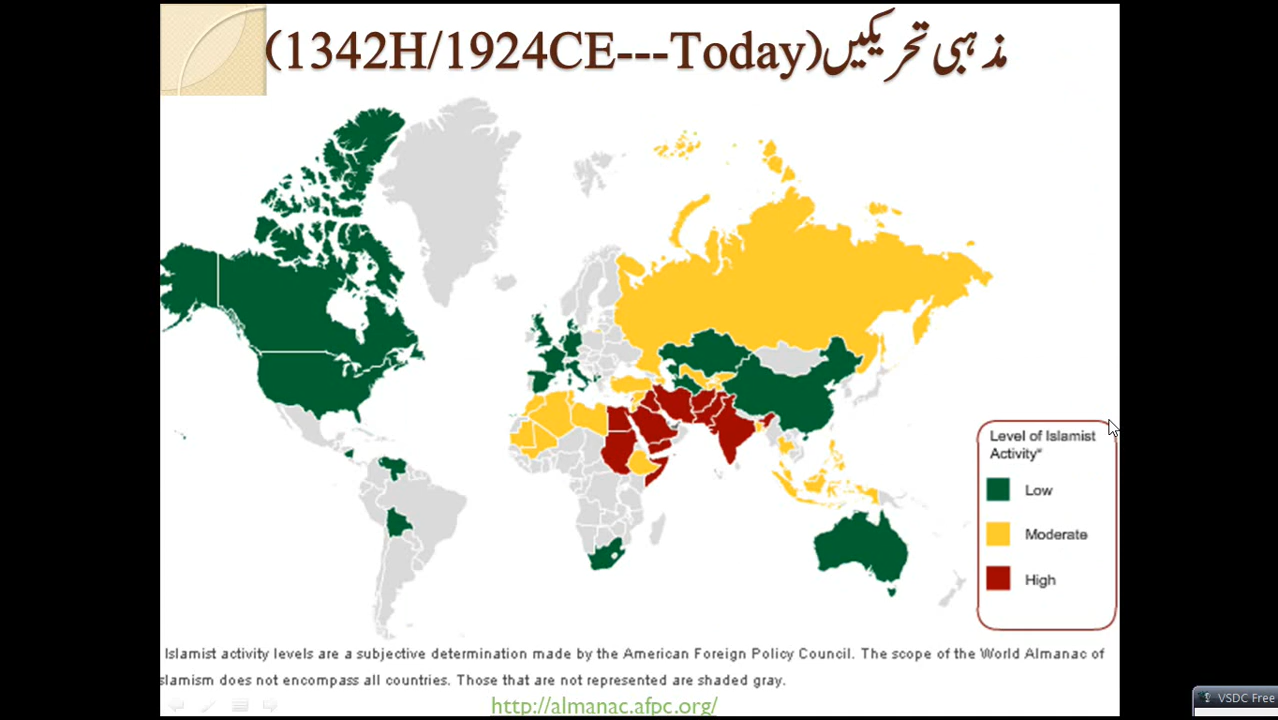 مذہبی تحریکیں(1342H/1924CE---Today)
Level of Islamist
Activity*
Low
Moderate
High
Islamist activity levels are a subjective determination made by the American Foreign Policy Council. The scope of the World Almanac of
slamism does not encompass all countries. Those that are not represented are shaded gray.
http://almanac.afpc.org/
VSDC Free